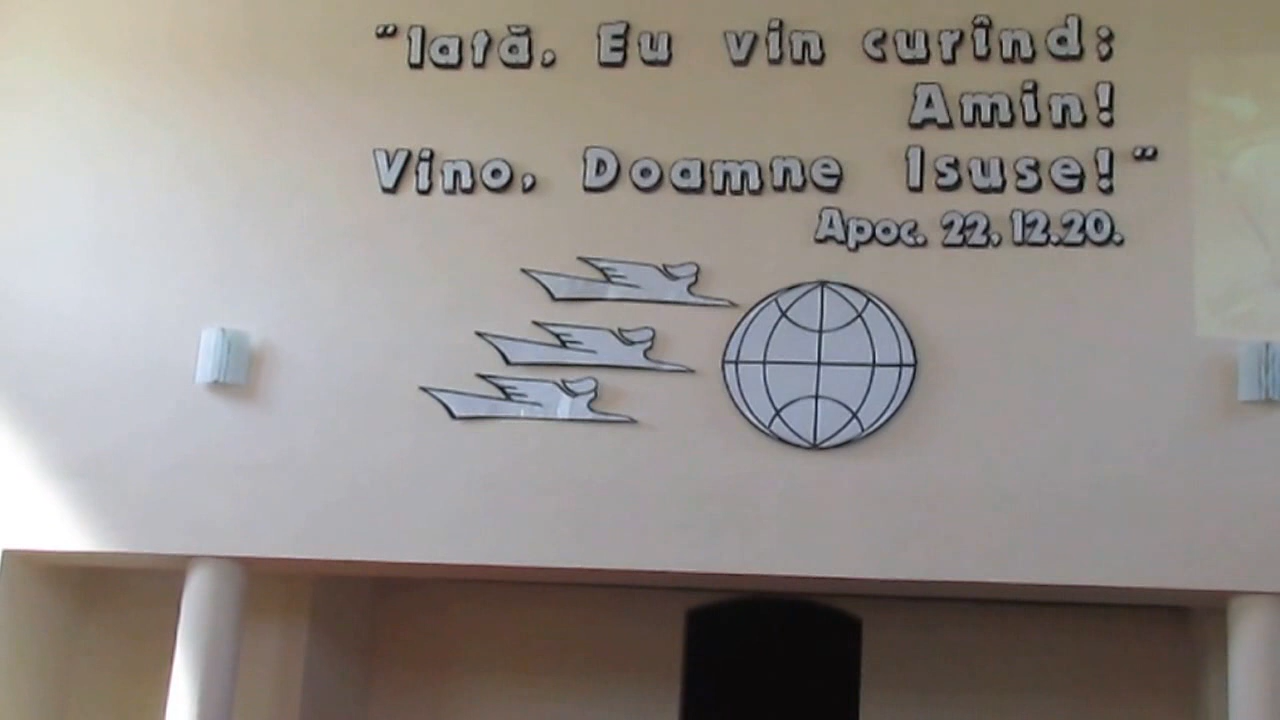 "Iată, Eu vin curînd;
Amin!
Vino, Doamne Isuse!"
Apoc. 22. 12.20.